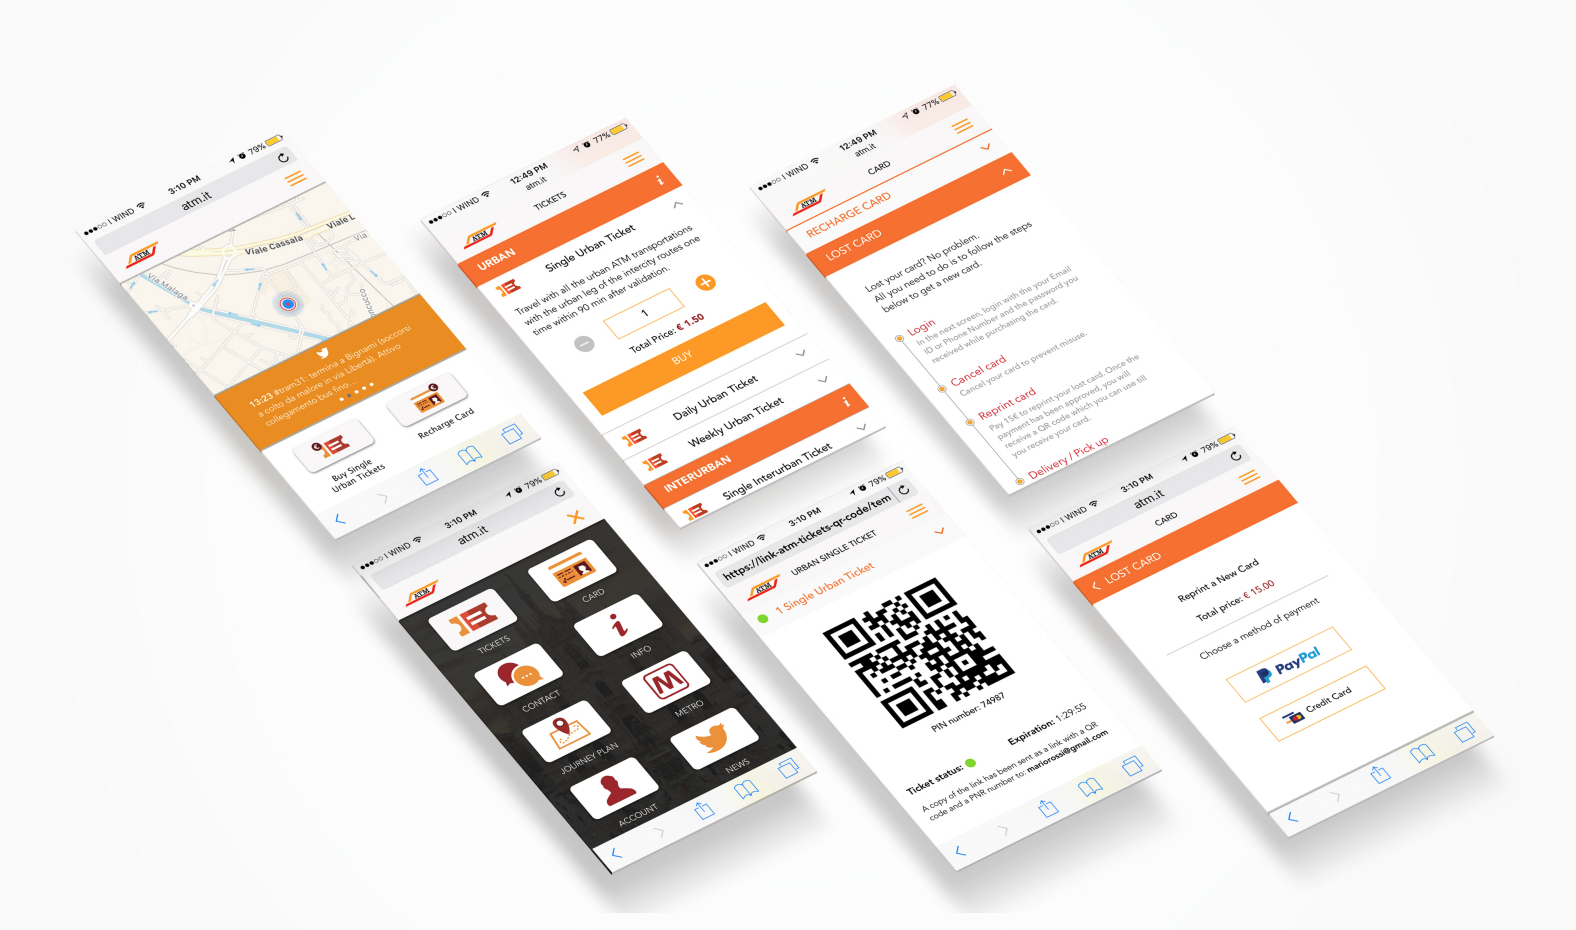 ●●●○○ I WIND
3:10 PM
79%
atm.it
ATM
Viale Cassala
Viale L
Via
Via Malaga
13:23 #tram31: termina a Bignami (soccorsi
a colto da malore in via Libertà). Attivo
collegamento bus fino...
Buy Single
Urban Tickets
Recharge Card
●●●○○ I WIND
12:49 PM
77%
atm.it
ATM
TICKETS
URBAN
i
Single Urban Ticket
Travel with all the urban ATM transportations
with the urban leg of the intercity routes one
time within 90 min after validation.
1
Total Price: € 1.50
BUY
Daily Urban Ticket
Weekly Urban Ticket
INTERURBAN
i
Single Interurban Ticket
●●●○○ I WIND
12:49 PM
77%
atm.it
ATM
CARD
RECHARGE CARD
LOST CARD
Lost your card? No problem.
All you need to do is to follow the steps
below to get a new card.
Login
In the next screen, login with the your Email
ID or Phone Number and the password you
received while purchasing the card.
Cancel card
Cancel your card to prevent misuse.
Reprint card
Pay 15€ to reprint your lost card. Once the
payment has been approved, you will
receive a QR code which you can use till
you receive your card.
Delivery / Pick up
●●●○○ I WIND
3:10 PM
79%
atm.it
ATM
TICKETS
CARD
CONTACT
i
INFO
JOURNEY PLAN
M
METRO
ACCOUNT
NEWS
●●●○○ I WIND
3:10 PM
79%
https://link-atm-tickets-qr-code/tem
ATM
URBAN SINGLE TICKET
1 Single Urban Ticket
PIN number: 74987
Expiration: 1:29:55
Ticket status:
A copy of the link has been sent as a link with a QR
code and a PNR number to: mariorossi@gmail.com
●●●○○ I WIND
3:10 PM
79%
atm.it
ATM
CARD
LOST CARD
Reprint a New Card
Total price: € 15.00
Choose a method of payment
PayPal
Credit Card